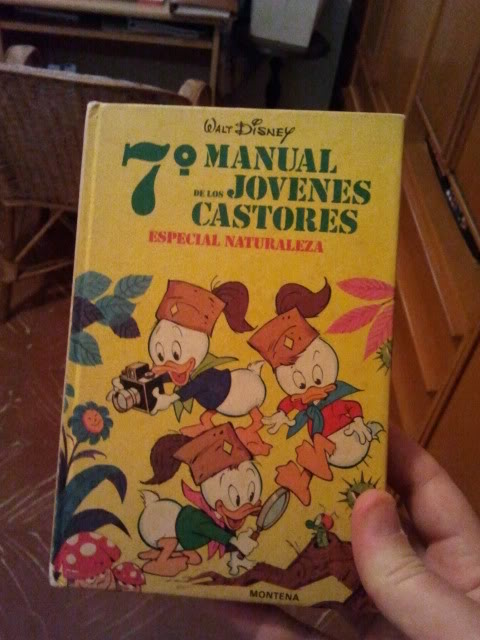 WALT DISNEY
7º MANUAL
DE LOS JOVENES
CASTORES
ESPECIAL NATURALEZA
MONTENA